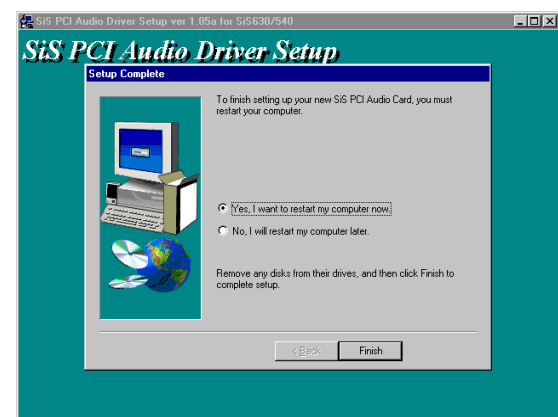 SiS PCI Audio Driver Setup ver 1.05a for SiS630/540
SiS PCI Audio Driver Setup
Setup Complete
To finish setting up your new SiS PCI Audio Card, you must
restart your computer.
Yes, I want to restart my computer now.
No, I will restart my computer later.
Remove any disks from their drives, and then click Finish to
complete setup.
< Back
Finish